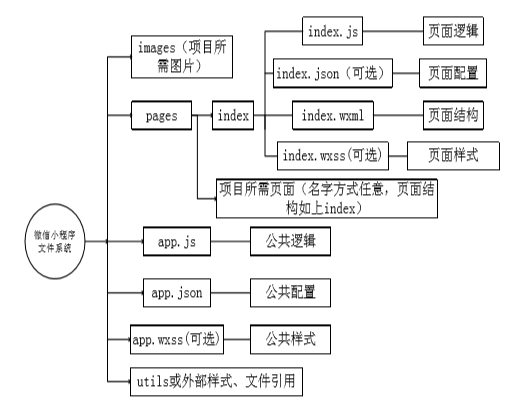 index.js
页面逻辑
images（项目所
需图片）
index.json（可选）
页面配置
pages
index
index.wxml
页面结构
index.wxss(可选)
页面样式
项目所需页面（名字方式任意，页面结
构如上index）
微信小程序
文件系统
app.js
公共逻辑
app.json
公共配置
app.wxss(可选)
公共样式
utils或外部样式、文件引用